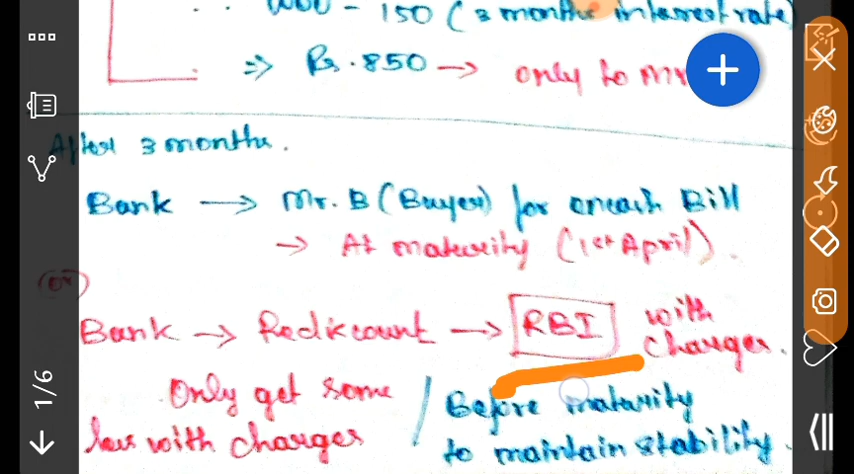 - 150 (3 months interest rate)
⇒ Rs. 850 → only to Mr
After 3 months.
Bank → Mr. B (Buyer) for encash Bill
→ At maturity (1st April).
(or)
Bank → Rediscount → RBI with charges.
Only get some / Before maturity
less with charges / to maintain stability.
1/6